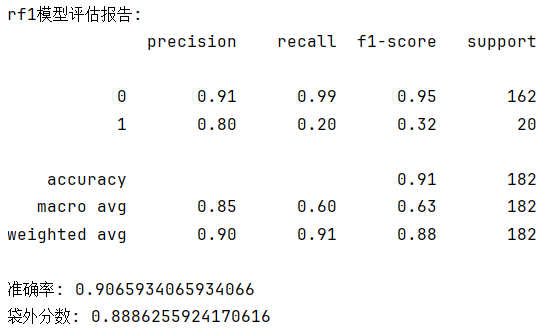 rf1模型评估报告:
precision recall f1-score support
0 0.91 0.99 0.95 162
1 0.80 0.20 0.32 20
accuracy 0.91 182
macro avg 0.85 0.60 0.63 182
weighted avg 0.90 0.91 0.88 182
准确率: 0.9065934065934066
袋外分数: 0.8886255924170616